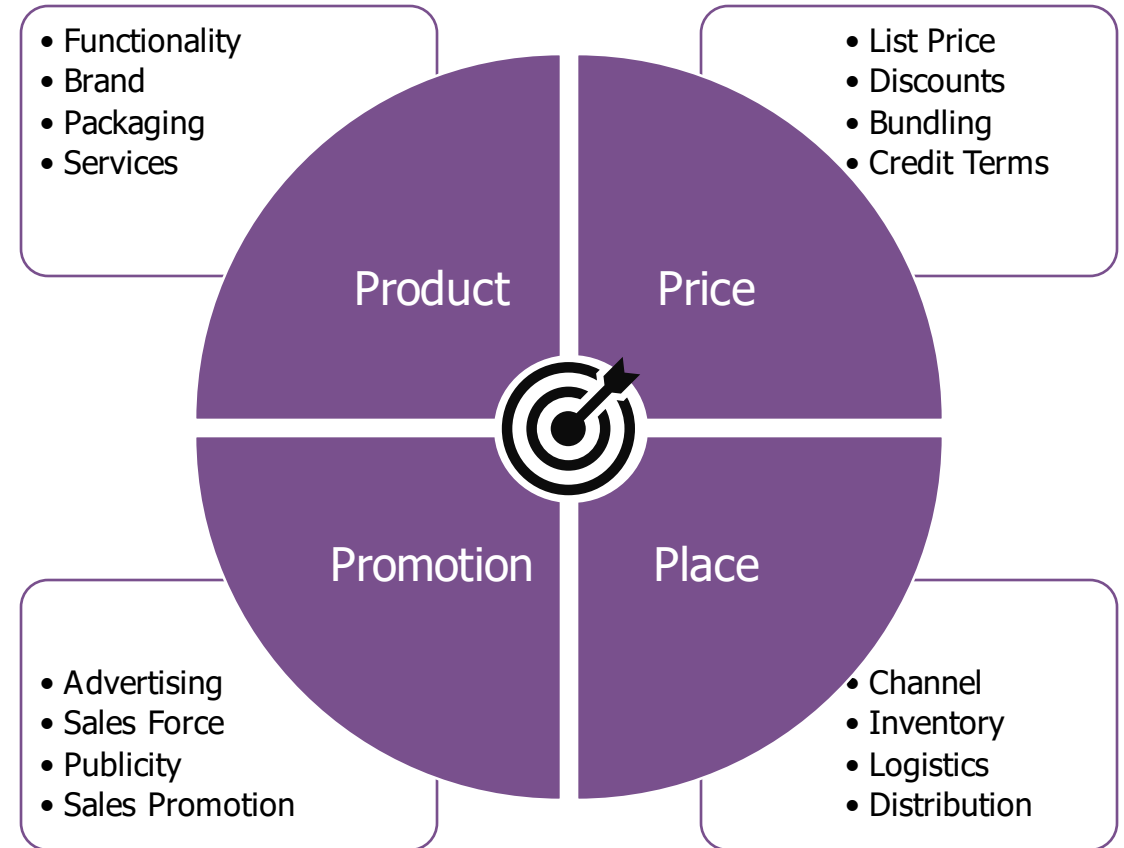 • Functionality
• Brand
• Packaging
• Services
• List Price
• Discounts
• Bundling
• Credit Terms
Product
Price
Promotion
Place
• Advertising
• Sales Force
• Publicity
• Sales Promotion
• Channel
• Inventory
• Logistics
• Distribution